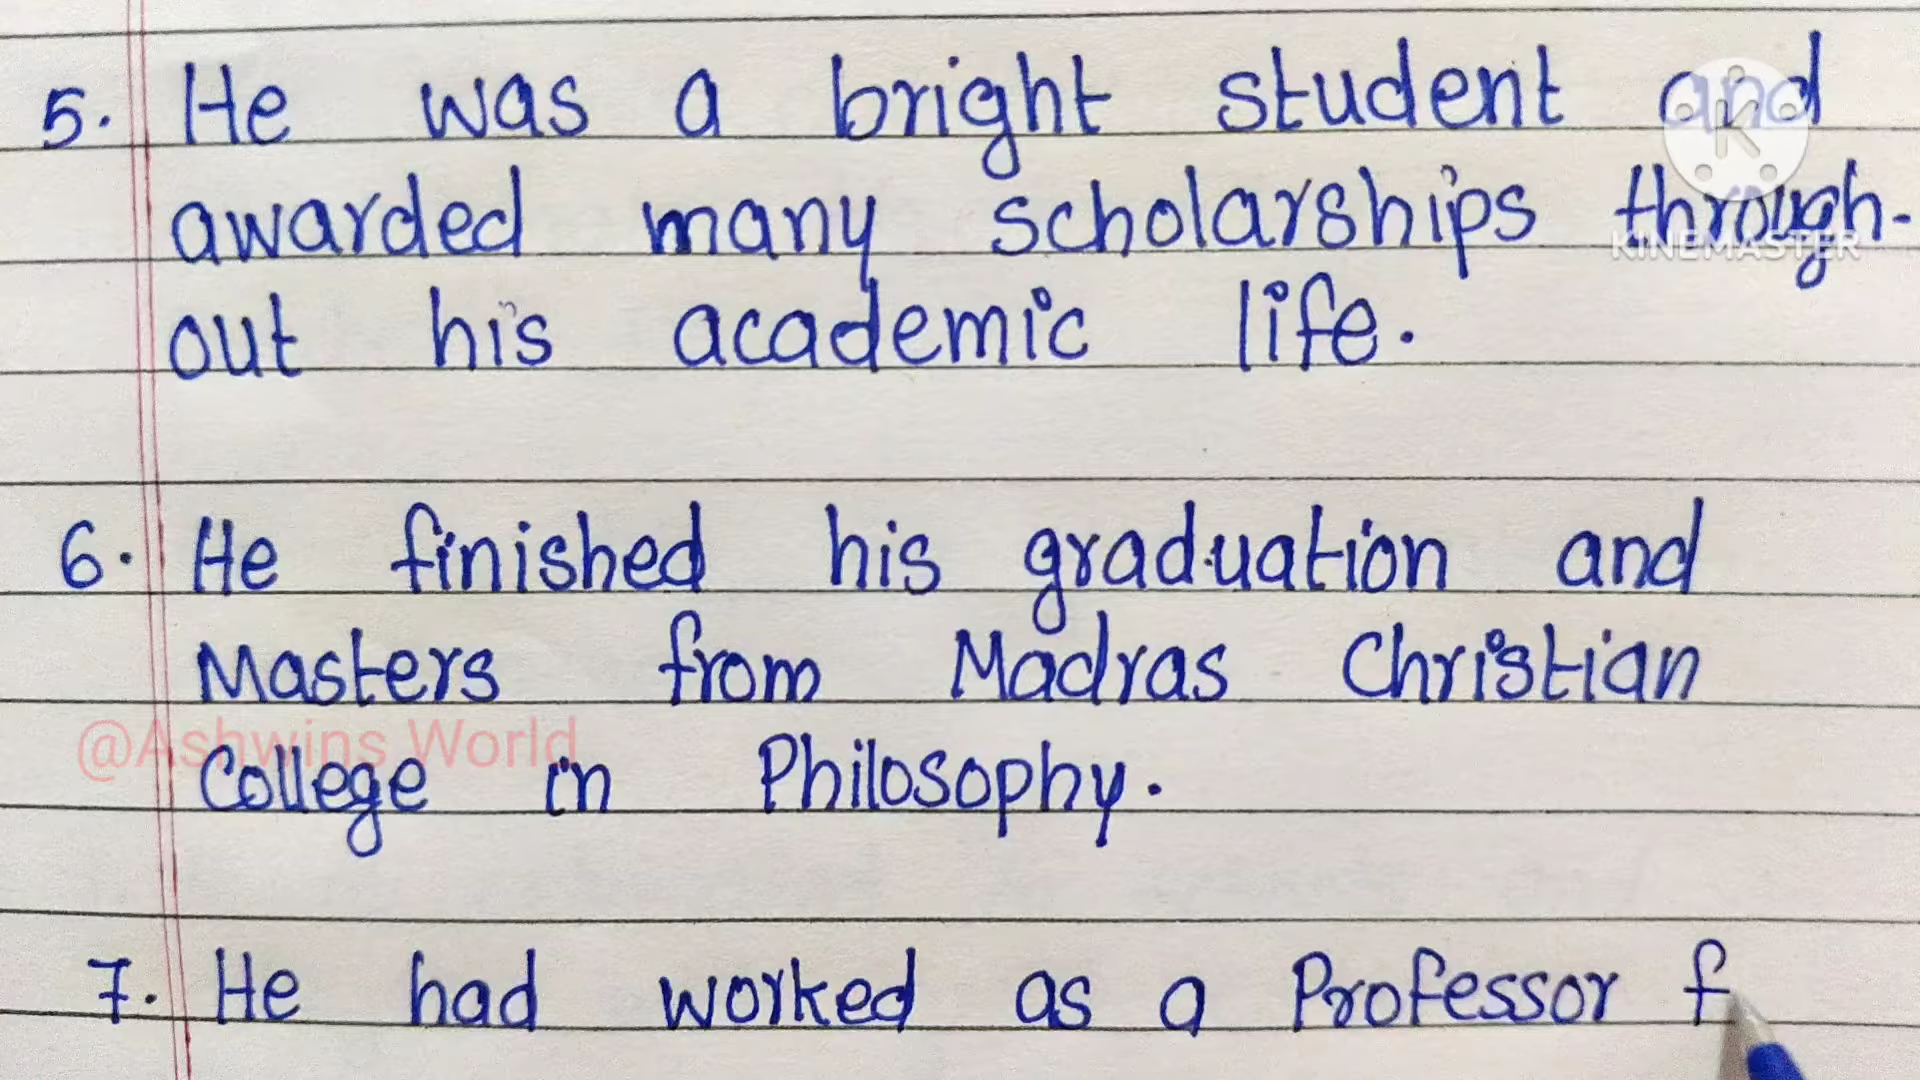 5. He was a bright student and
awarded many scholarships through-
out his academic life.
6. He finished his graduation and
Masters from Madras Christian
@Ashwins World
College in Philosophy.
7. He had worked as a Professor f
KINEMASTER